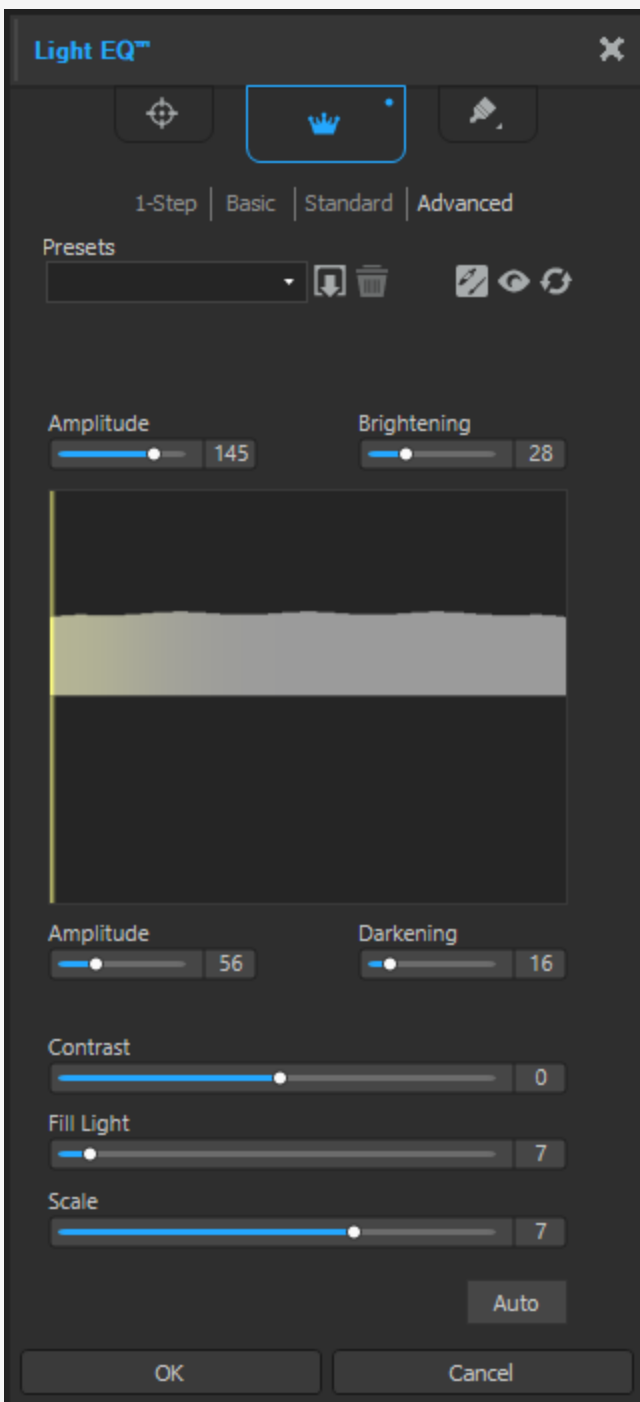 Light EQ™
1-Step Basic Standard Advanced
Presets
Amplitude Brightening
145 28
Amplitude Darkening
56 16
Contrast
0
Fill Light
7
Scale
7
Auto
OK Cancel